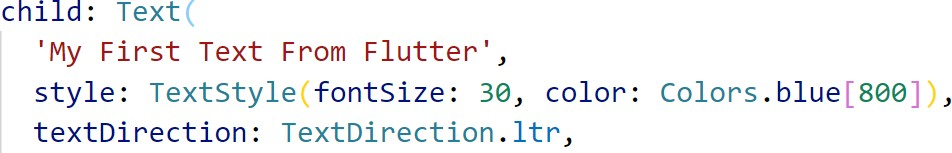 child: Text(
'My First Text From Flutter',
style: TextStyle(fontSize: 30, color: Colors.blue[800]),
textDirection: TextDirection.ltr,